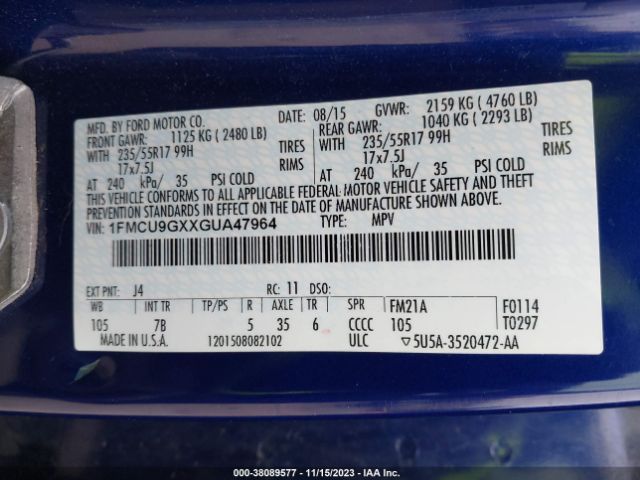 MFD. BY FORD MOTOR CO.
DATE: 08/15 GVWR: 2159 KG ( 4760 LB)
FRONT GAWR: 1125 KG ( 2480 LB) REAR GAWR: 1040 KG ( 2293 LB)
WITH 235/55R17 99H TIRES WITH 235/55R17 99H TIRES
17x7.5J RIMS 17x7.5J RIMS
AT 240 kPa/ 35 PSI COLD AT 240 kPa/ 35 PSI COLD
THIS VEHICLE CONFORMS TO ALL APPLICABLE FEDERAL MOTOR VEHICLE SAFETY AND THEFT
PREVENTION STANDARDS IN EFFECT ON THE DATE OF MANUFACTURE SHOWN ABOVE.
VIN: 1FMCU9GXXGUA47964 TYPE: MPV
EXT PNT: J4 RC: 11 DSO:
WB INT TR TP/PS R AXLE TR SPR FM21A F0114
105 7B 5 35 6 CCCC 105 T0297
MADE IN U.S.A. 1201508082102 ULC ▽5U5A-3520472-AA
000-38089577 - 11/15/2023 - IAA Inc.